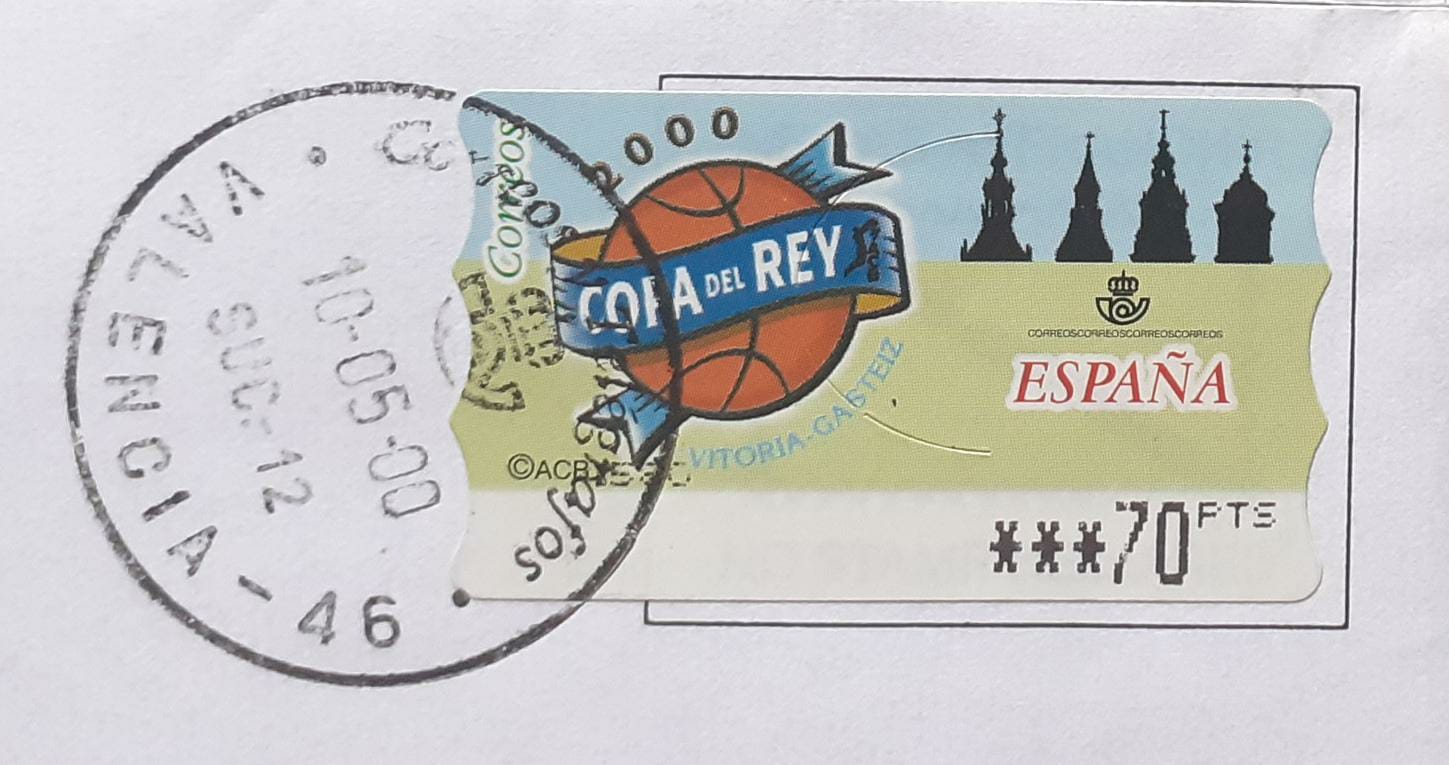 Correos
2000
COPA DEL REY
VITORIA-GASTEIZ
©ACB
CORREOSCORREOSCORREOSCORREOS
ESPAÑA
***70 PTS
VALENCIA - 46
10-05-00
SUC-12